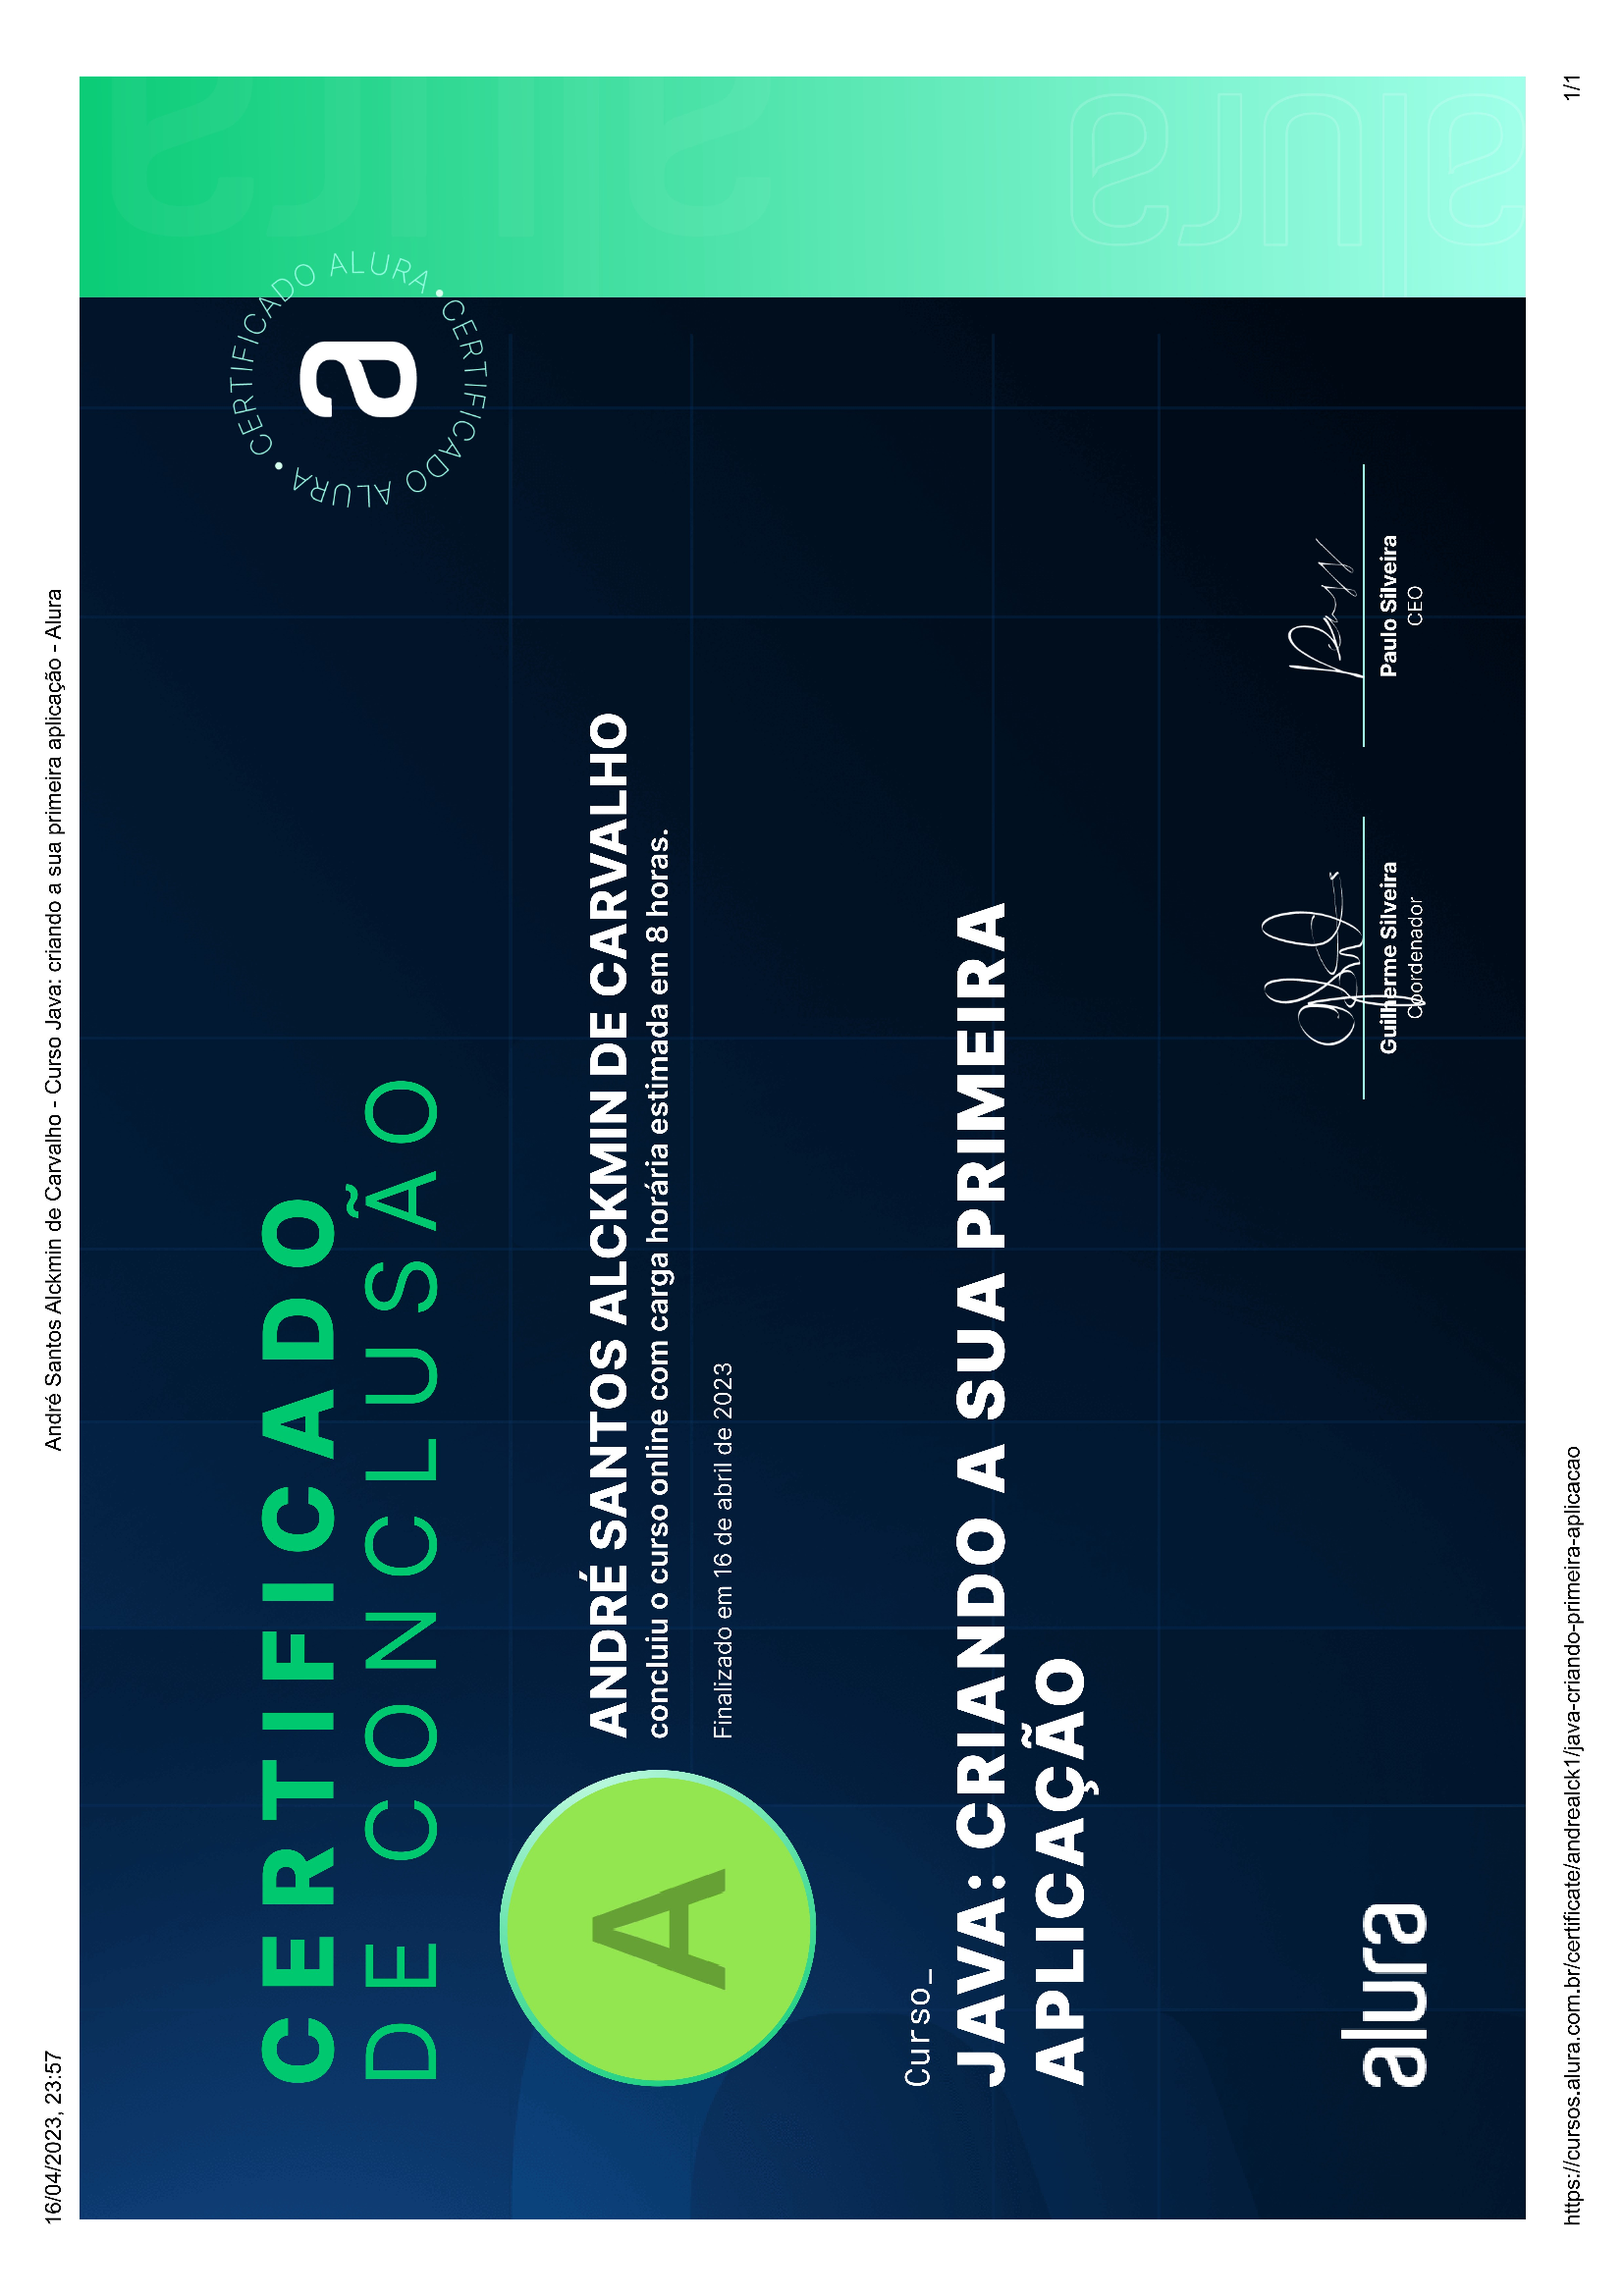 16/04/2023, 23:57
André Santos Alckmin de Carvalho - Curso Java: criando a sua primeira aplicação - Alura
alura
alura
CERTIFICADO ALURA • CERTIFICADO ALURA •
a
CERTIFICADO
DE CONCLUSÃO
A
ANDRÉ SANTOS ALCKMIN DE CARVALHO
concluiu o curso online com carga horária estimada em 8 horas.
Finalizado em 16 de abril de 2023
Curso_
JAVA: CRIANDO A SUA PRIMEIRA
APLICAÇÃO
alura
Guilherme Silveira
Coordenador
Paulo Silveira
CEO
https://cursos.alura.com.br/certificate/andrealck1/java-criando-primeira-aplicacao
1/1